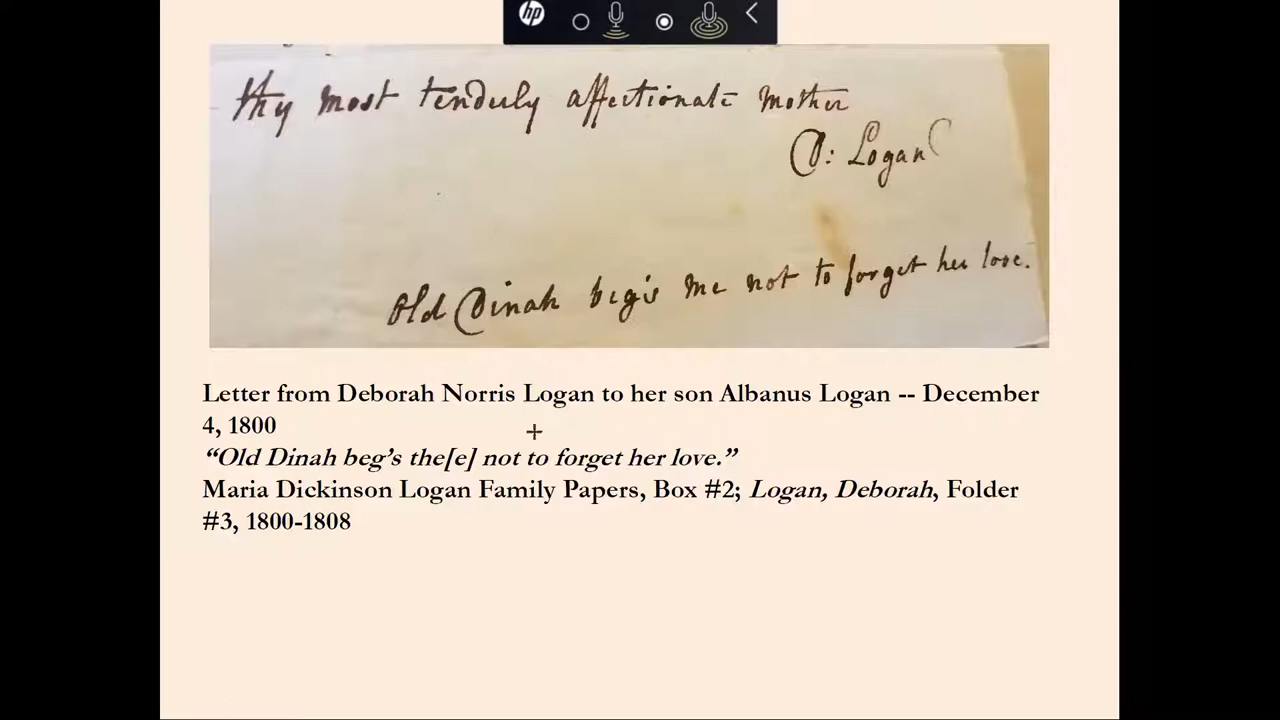 hp
thy most tenderly affectionate Mother
D: Logan
Old Dinah beg's me not to forget her love.
Letter from Deborah Norris Logan to her son Albanus Logan -- December
4, 1800
“Old Dinah beg’s the[e] not to forget her love.”
Maria Dickinson Logan Family Papers, Box #2; Logan, Deborah, Folder
#3, 1800-1808